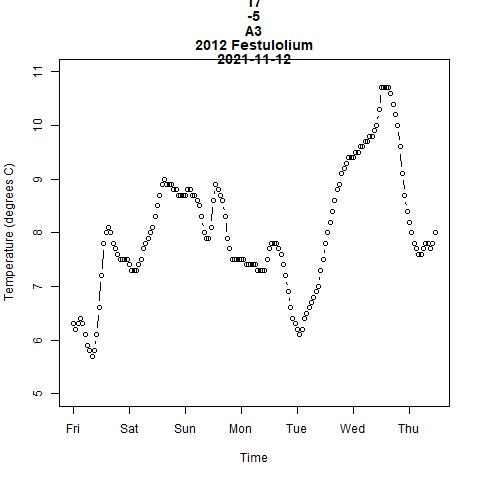 17
-5
A3
2012 Festulolium
2021-11-12
Temperature (degrees C)
11
10
9
8
7
6
5
Fri Sat Sun Mon Tue Wed Thu
Time